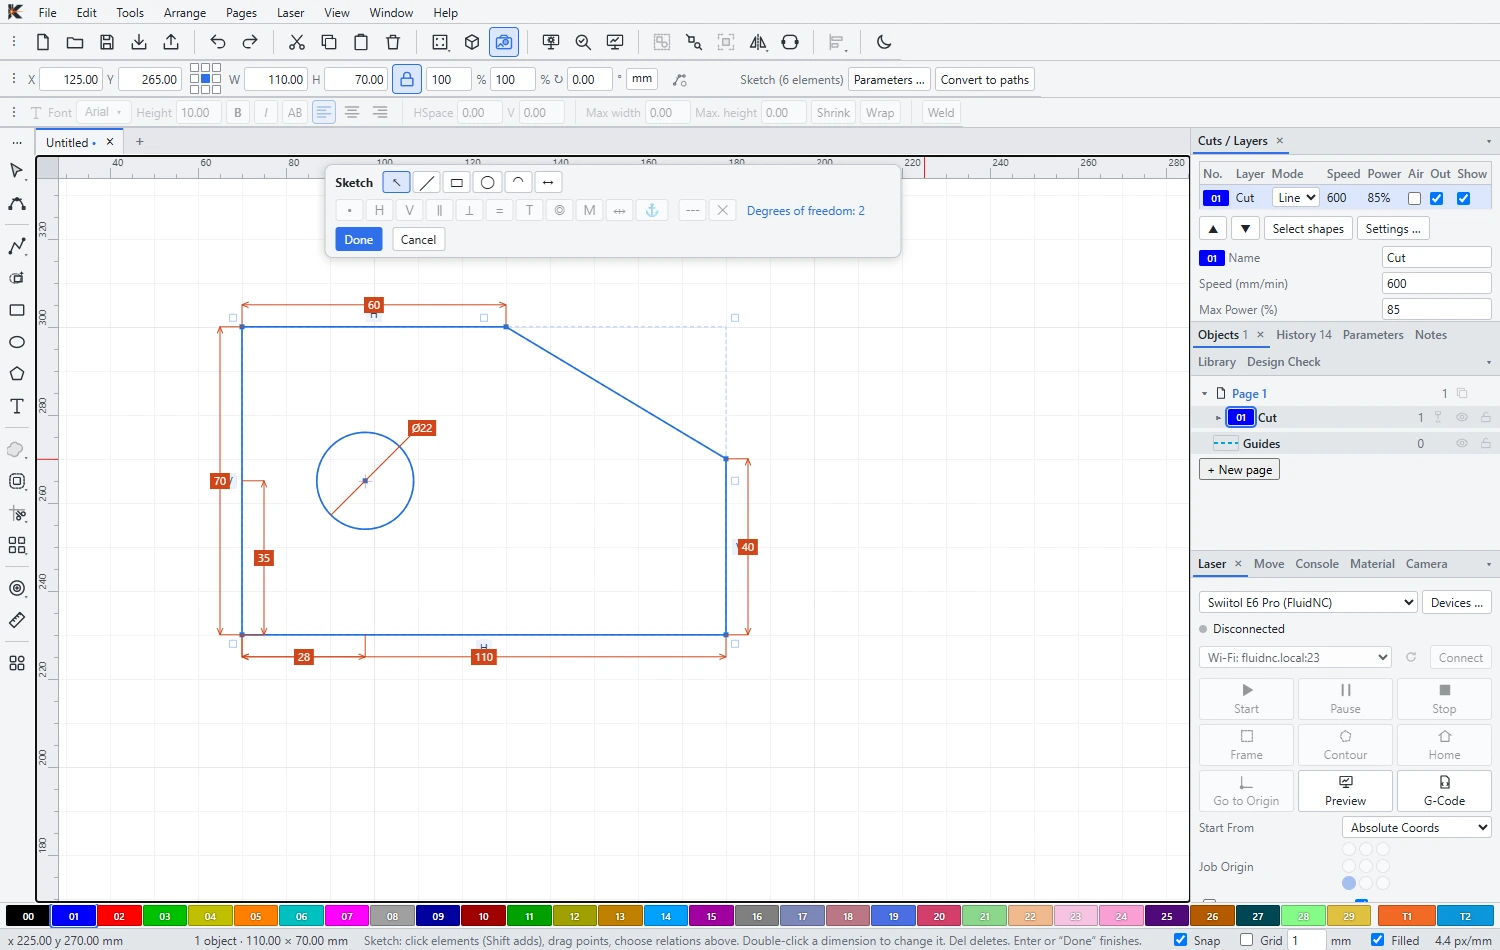 File Edit Tools Arrange Pages Laser View Window Help
X 125.00 Y 265.00 W 110.00 H 70.00 100 % 100 % 0.00 ° mm Sketch (6 elements) Parameters ... Convert to paths
Font Arial Height 10.00 B I AB HSpace 0.00 V 0.00 Max width 0.00 Max. height 0.00 Shrink Wrap Weld
Untitled • × +
40 60 80 100 120 140 160 180 200 220 240 260 280
320
300
280
260
240
220
200
180
Sketch
H V T M Degrees of freedom: 2
Done Cancel
60
H
Ø22
70
35
40
H
28
110
Cuts / Layers ×
No. Layer Mode Speed Power Air Out Show
01 Cut Line 600 85%
Select shapes Settings ...
01 Name Cut
Speed (mm/min) 600
Max Power (%) 85
Objects 1 × History 14 Parameters Notes
Library Design Check
Page 1 1
01 Cut 1
Guides 0
+ New page
Laser × Move Console Material Camera
Swiitol E6 Pro (FluidNC) Devices ...
Disconnected
Wi-Fi: fluidnc.local:23 Connect
Start Pause Stop
Frame Contour Home
Go to Origin Preview G-Code
Start From Absolute Coords
Job Origin
00 01 02 03 04 05 06 07 08 09 10 11 12 13 14 15 16 17 18 19 20 21 22 23 24 25 26 27 28 29 T1 T2
x 225.00 y 270.00 mm 1 object · 110.00 × 70.00 mm Sketch: click elements (Shift adds), drag points, choose relations above. Double-click a dimension to change it. Del deletes. Enter or “Done” finishes. Snap Grid 1 mm Filled 4.4 px/mm